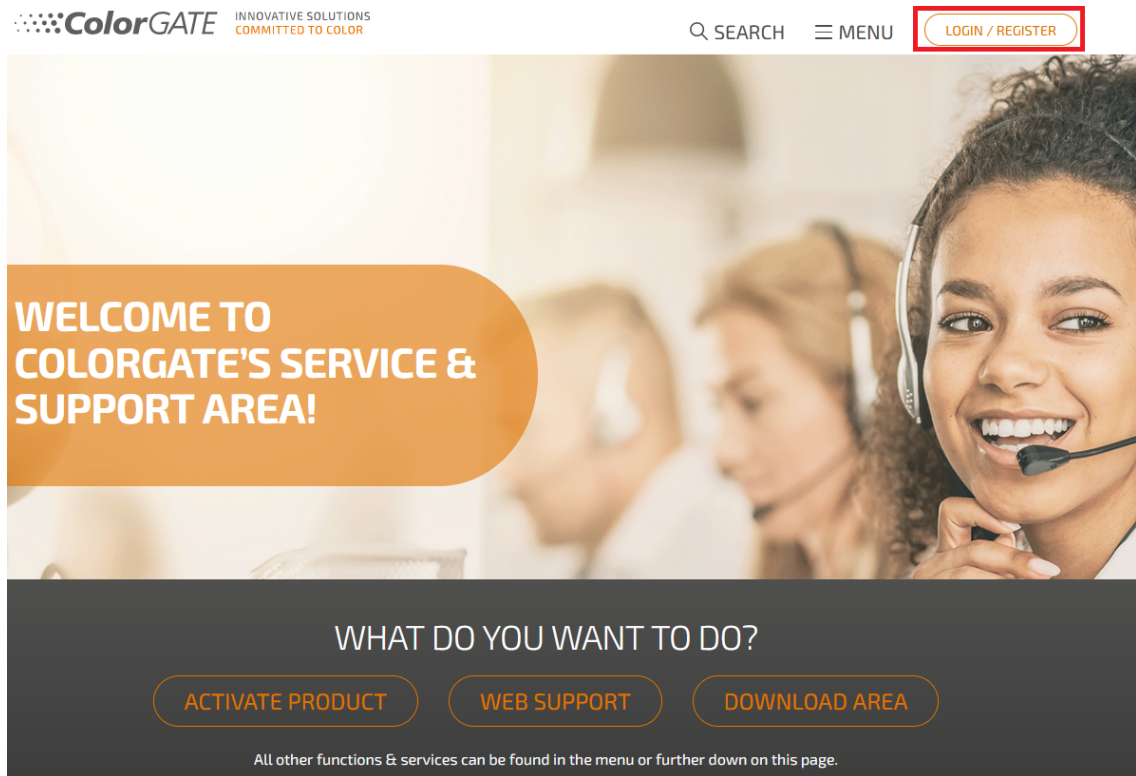 ColorGATE
INNOVATIVE SOLUTIONS
COMMITTED TO COLOR
SEARCH
MENU
LOGIN / REGISTER
WELCOME TO
COLORGATE'S SERVICE &
SUPPORT AREA!
WHAT DO YOU WANT TO DO?
ACTIVATE PRODUCT
WEB SUPPORT
DOWNLOAD AREA
All other functions & services can be found in the menu or further down on this page.